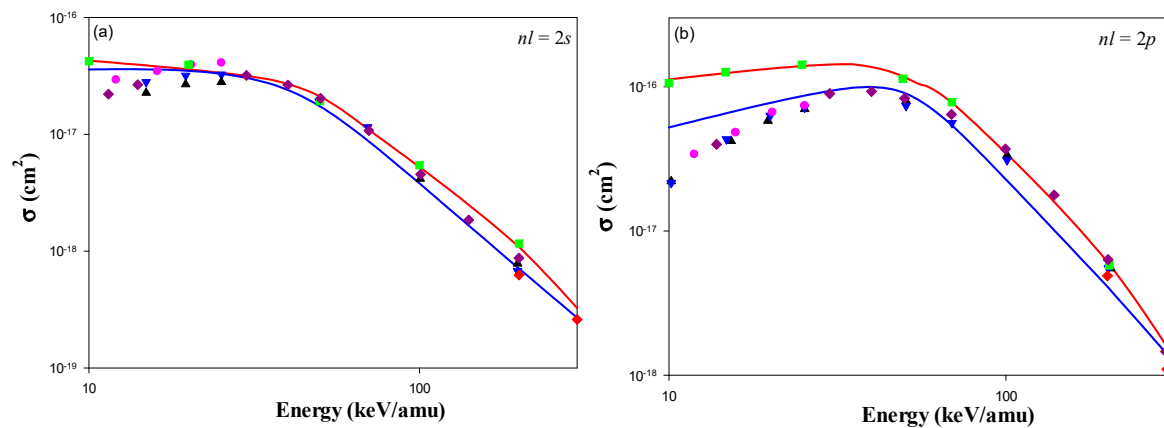 (a)
nl = 2s
10⁻¹⁶
10⁻¹⁷
10⁻¹⁸
10⁻¹⁹
σ (cm²)
10
100
Energy (keV/amu)
(b)
nl = 2p
10⁻¹⁶
10⁻¹⁷
10⁻¹⁸
σ (cm²)
10
100
Energy (keV/amu)